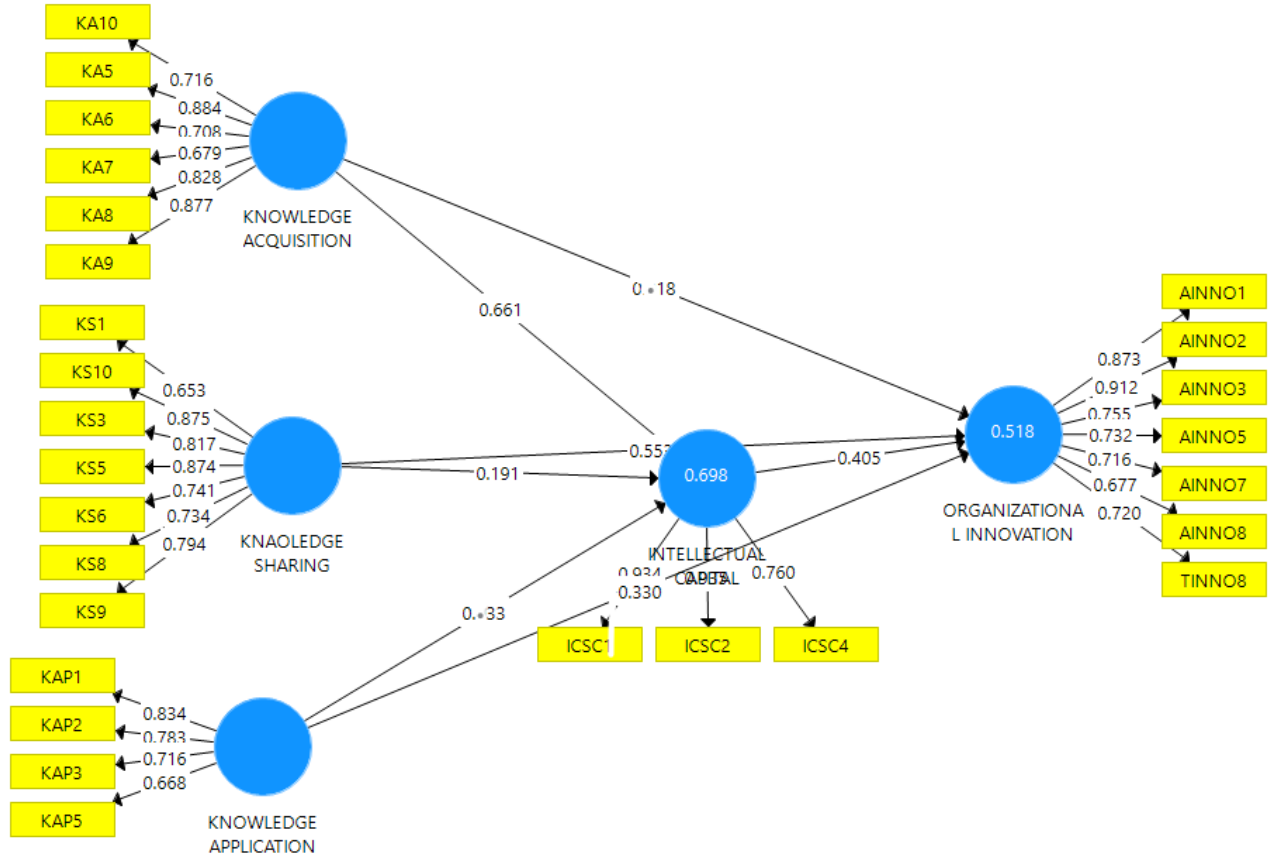 KA10
KA5
KA6
KA7
KA8
KA9
0.716
0.884
0.708
0.679
0.828
0.877
KNOWLEDGE
ACQUISITION
0.661
KS1
KS10
KS3
KS5
KS6
KS8
KS9
0.653
0.875
0.817
0.874
0.741
0.734
0.794
KNAOLEDGE
SHARING
0.191
KAP1
KAP2
KAP3
KAP5
0.834
0.783
0.716
0.668
KNOWLEDGE
APPLICATION
0.330
0.698
INTELLECTUAL
CAPITAL
0.934
0.760
ICSC1
ICSC2
ICSC4
0.405
0.518
ORGANIZATIONA
L INNOVATION
0.873
0.912
0.755
0.732
0.716
0.677
0.720
AINNO1
AINNO2
AINNO3
AINNO5
AINNO7
AINNO8
TINNO8